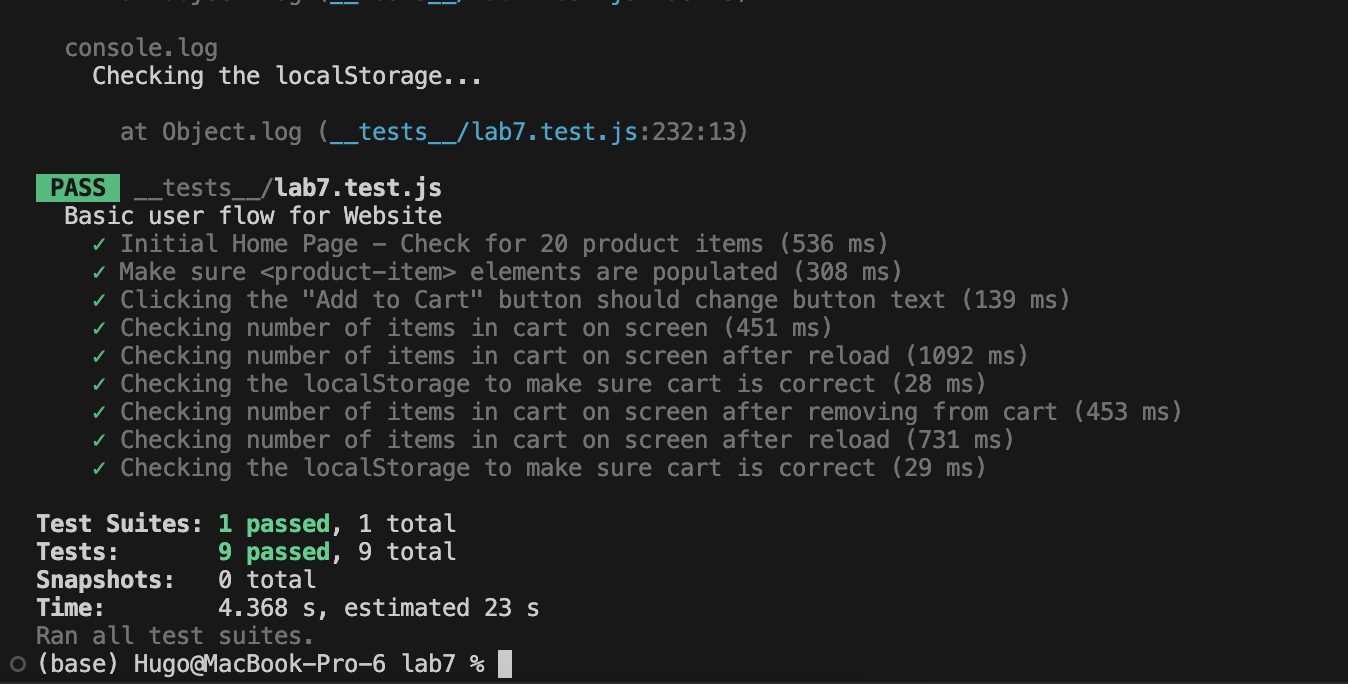 console.log
Checking the localStorage...
at Object.log (__tests__/lab7.test.js:232:13)
PASS __tests__/lab7.test.js
Basic user flow for Website
✓ Initial Home Page – Check for 20 product items (536 ms)
✓ Make sure <product-item> elements are populated (308 ms)
✓ Clicking the "Add to Cart" button should change button text (139 ms)
✓ Checking number of items in cart on screen (451 ms)
✓ Checking number of items in cart on screen after reload (1092 ms)
✓ Checking the localStorage to make sure cart is correct (28 ms)
✓ Checking number of items in cart on screen after removing from cart (453 ms)
✓ Checking number of items in cart on screen after reload (731 ms)
✓ Checking the localStorage to make sure cart is correct (29 ms)
Test Suites: 1 passed, 1 total
Tests: 9 passed, 9 total
Snapshots: 0 total
Time: 4.368 s, estimated 23 s
Ran all test suites.
(base) Hugo@MacBook-Pro-6 lab7 %